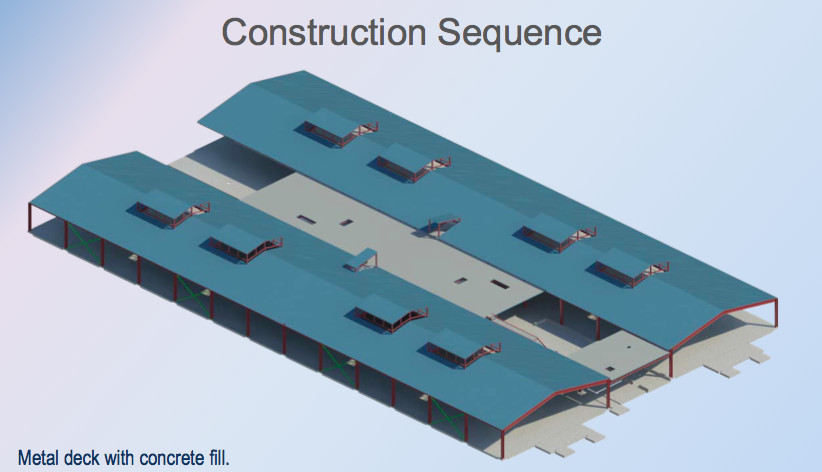 Construction Sequence
Metal deck with concrete fill.